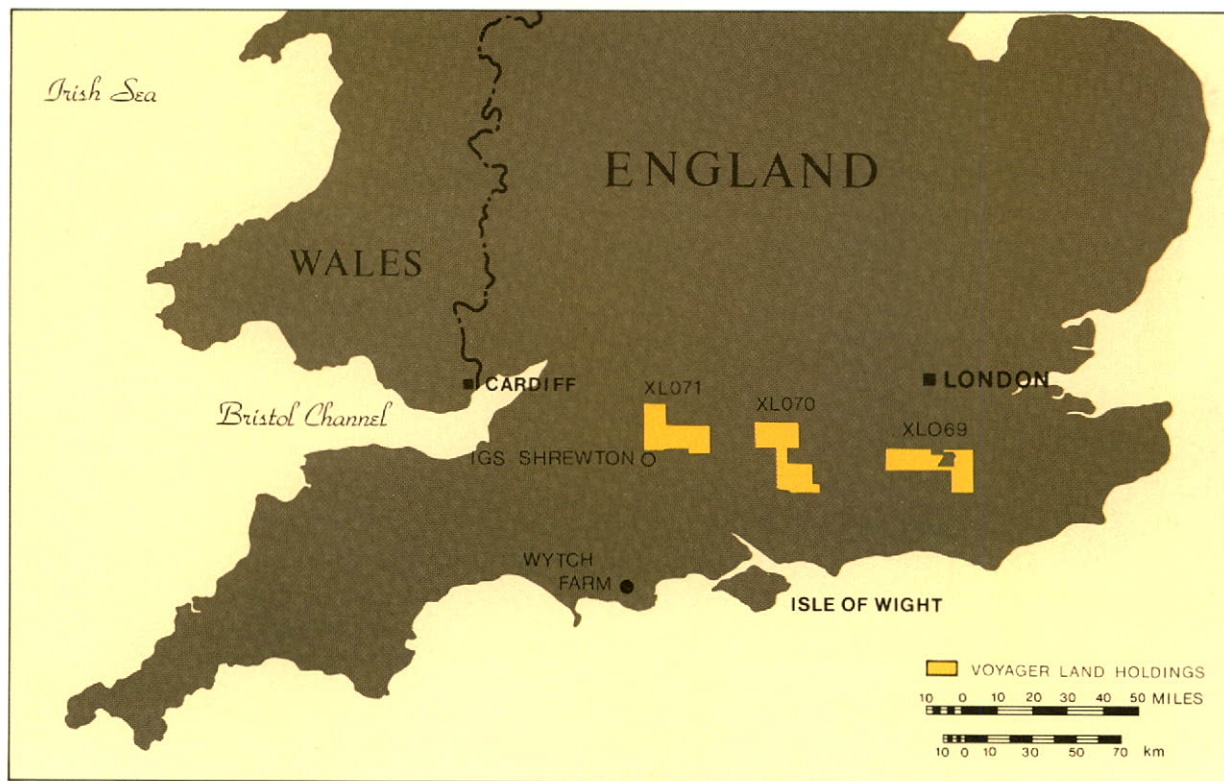 Irish Sea
ENGLAND
WALES
CARDIFF
LONDON
XL071
XL070
XLO69
Bristol Channel
IGS SHREWTON
WYTCH
FARM
ISLE OF WIGHT
VOYAGER LAND HOLDINGS
10 0 10 20 30 40 50 MILES
10 0 10 30 50 70 km